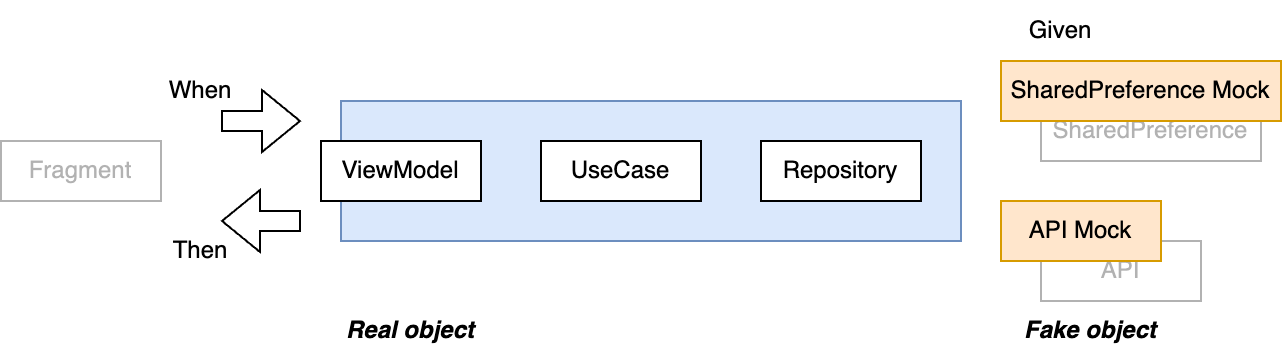 Given
When
SharedPreference Mock
SharedPreference
Fragment
ViewModel
UseCase
Repository
Then
API Mock
API
Real object
Fake object